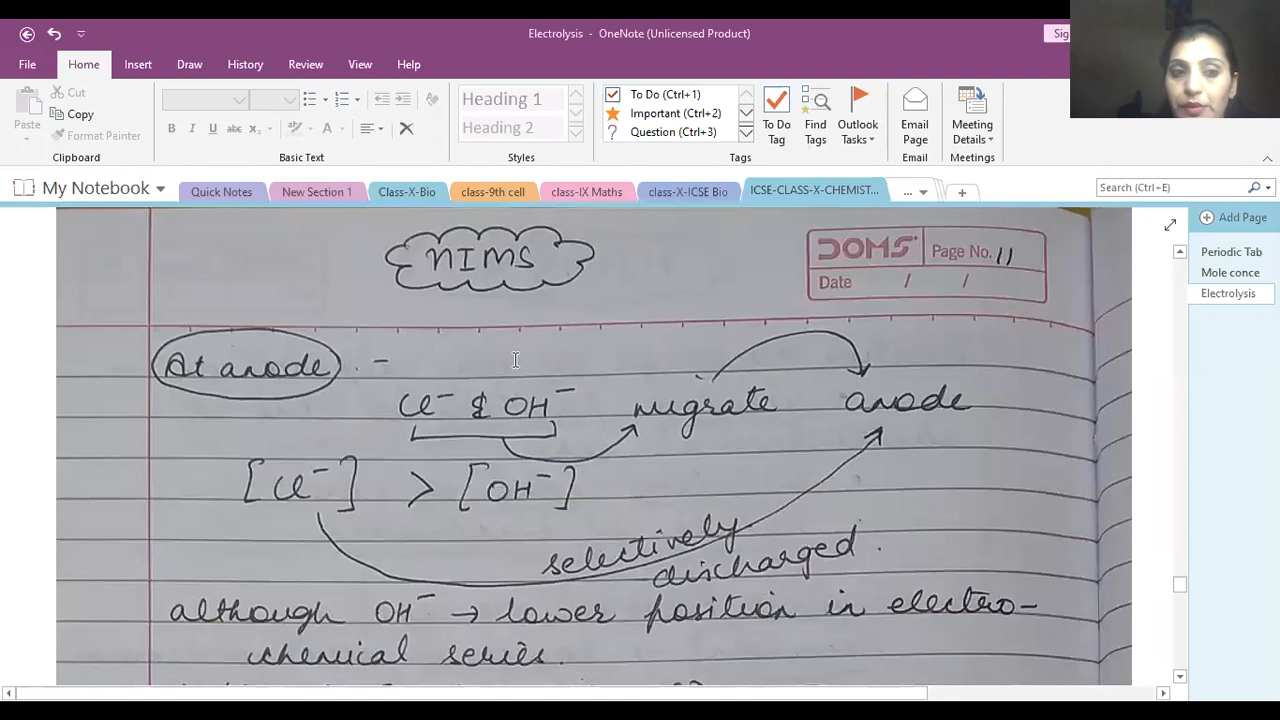 Electrolysis - OneNote (Unlicensed Product)
Sig
File Home Insert Draw History Review View Help
Paste
Cut
Copy
Format Painter
Clipboard
B I U abc x₂ A
Basic Text
Heading 1
Heading 2
Styles
To Do (Ctrl+1)
Important (Ctrl+2)
Question (Ctrl+3)
To Do Tag
Find Tags
Outlook Tasks
Tags
Email Page
Email
Meeting Details
Meetings
My Notebook
Quick Notes
New Section 1
Class-X-Bio
class-9th cell
class-IX Maths
class-X-ICSE Bio
ICSE-CLASS-X-CHEMIST...
...
Search (Ctrl+E)
Add Page
Periodic Tab
Mole conce
Electrolysis
NIMS
DOMS Page No. 11
Date / /
At anode -
Cl⁻ & OH⁻ migrate anode
[Cl⁻] > [OH⁻]
selectively
discharged.
although OH⁻ → lower position in electro-
chemical series.